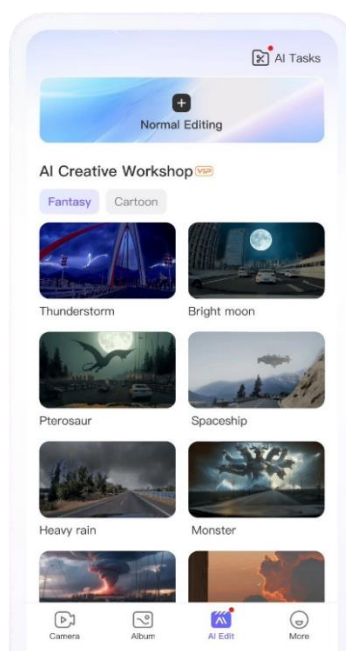 AI Tasks
Normal Editing
AI Creative Workshop VIP
Fantasy Cartoon
Thunderstorm Bright moon
Pterosaur Spaceship
Heavy rain Monster
Camera Album AI Edit More